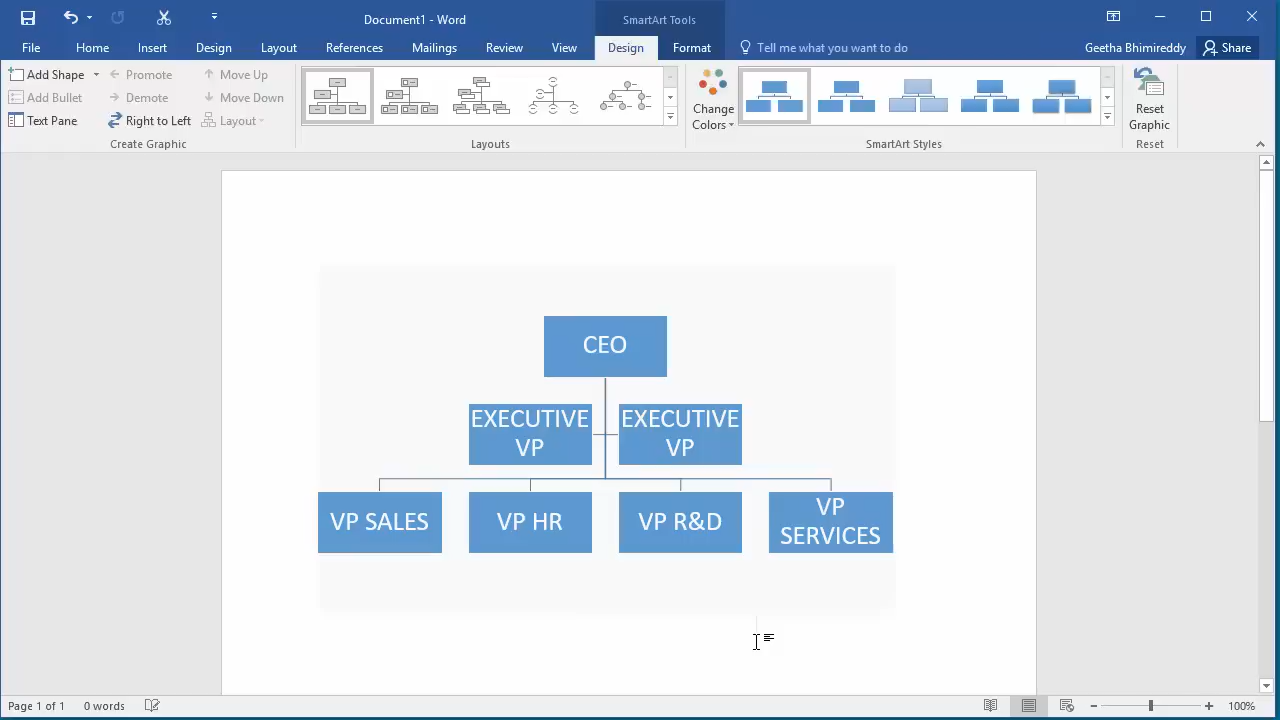 Document1 - Word
SmartArt Tools
File Home Insert Design Layout References Mailings Review View Design Format Tell me what you want to do Geetha Bhimireddy Share
Add Shape Promote Move Up
Add Bullet Demote Move Down
Text Pane Right to Left Layout
Create Graphic
Layouts
Change
Colors
SmartArt Styles
Reset
Graphic
Reset
CEO
EXECUTIVE
VP
EXECUTIVE
VP
VP SALES
VP HR
VP R&D
VP
SERVICES
Page 1 of 1 0 words 100%